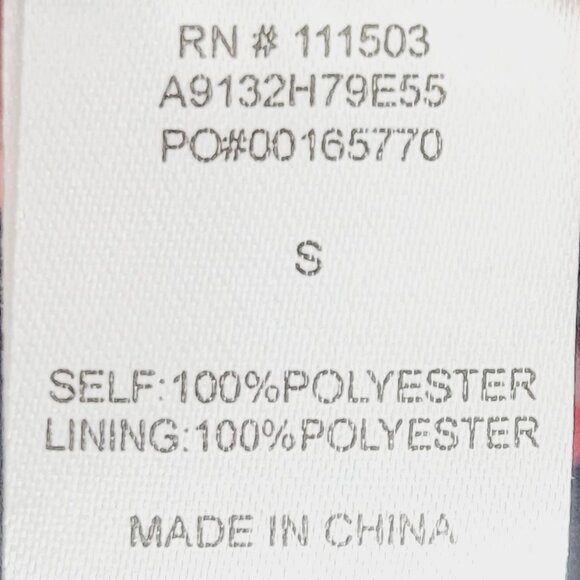 RN # 111503
A9132H79E55
PO#00165770
S
SELF:100%POLYESTER
LINING:100%POLYESTER
MADE IN CHINA